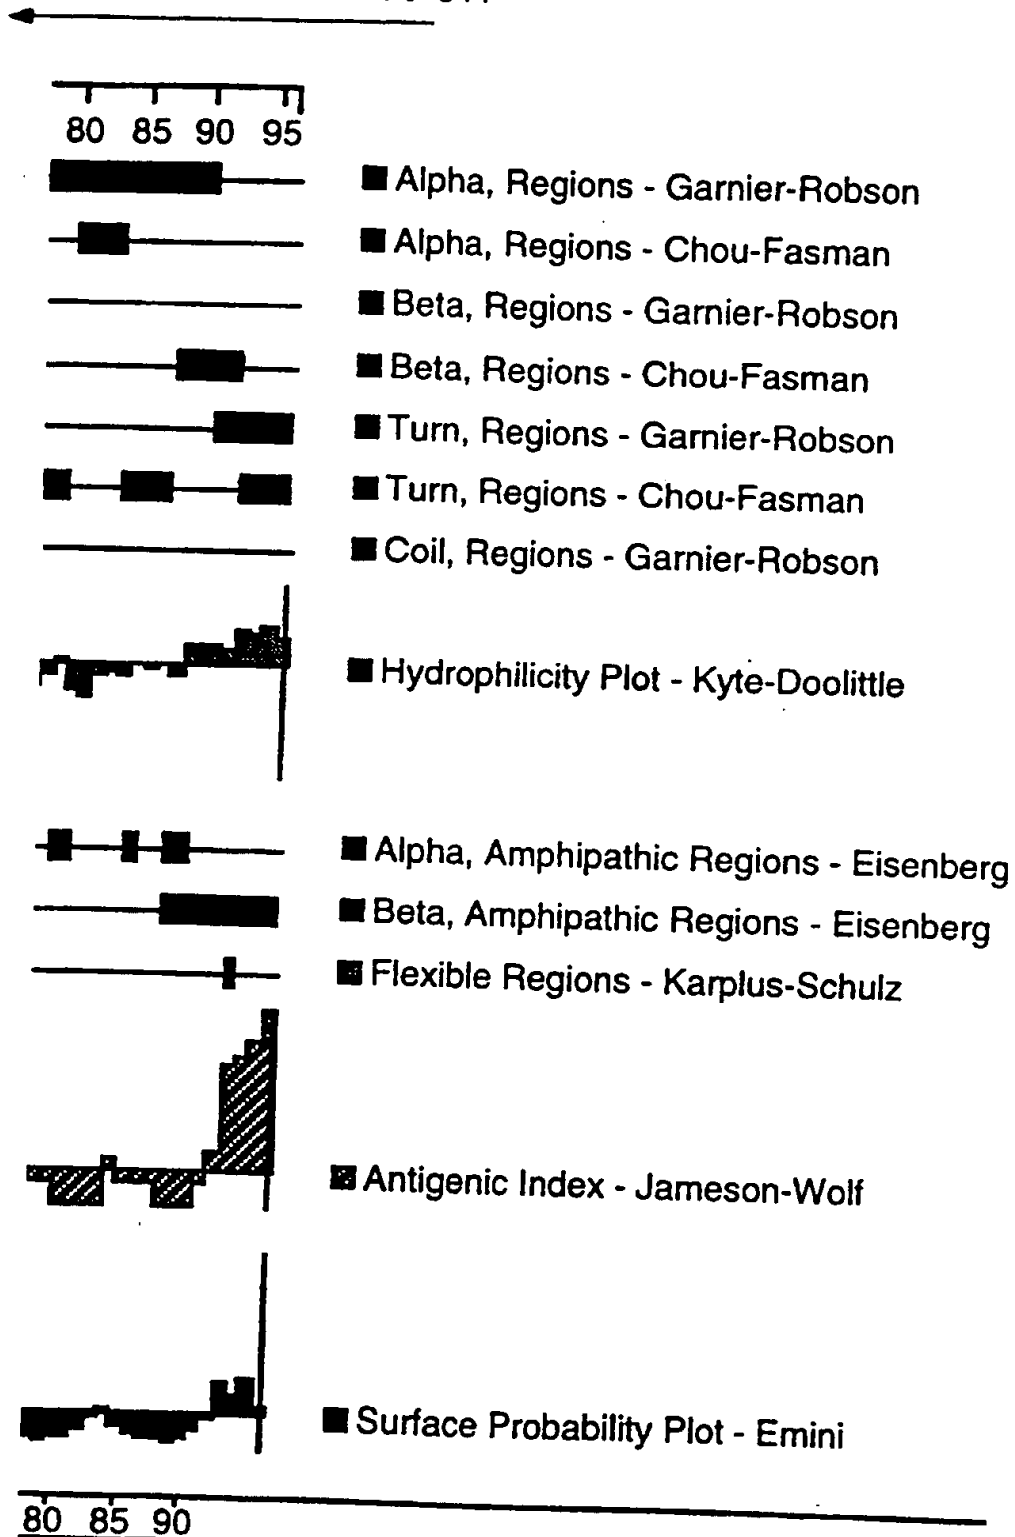 80 85 90 95
Alpha, Regions - Garnier-Robson
Alpha, Regions - Chou-Fasman
Beta, Regions - Garnier-Robson
Beta, Regions - Chou-Fasman
Turn, Regions - Garnier-Robson
Turn, Regions - Chou-Fasman
Coil, Regions - Garnier-Robson
Hydrophilicity Plot - Kyte-Doolittle
Alpha, Amphipathic Regions - Eisenberg
Beta, Amphipathic Regions - Eisenberg
Flexible Regions - Karplus-Schulz
Antigenic Index - Jameson-Wolf
Surface Probability Plot - Emini
80 85 90